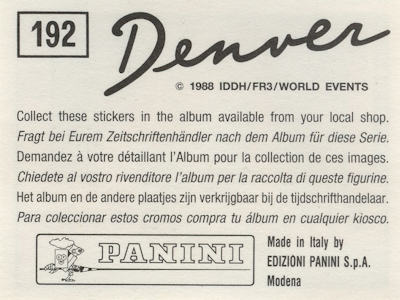 192
Denver
© 1988 IDDH/FR3/WORLD EVENTS
Collect these stickers in the album available from your local shop.
Fragt bei Eurem Zeitschriftenhändler nach dem Album für diese Serie.
Demandez à votre détaillant l'Album pour la collection de ces images.
Chiedete al vostro rivenditore l'album per la raccolta di queste figurine.
Het album en de andere plaatjes zijn verkrijgbaar bij de tijdschrifthandelaar.
Para coleccionar estos cromos compra tu álbum en cualquier kiosco.
PANINI
Made in Italy by
EDIZIONI PANINI S.p.A.
Modena